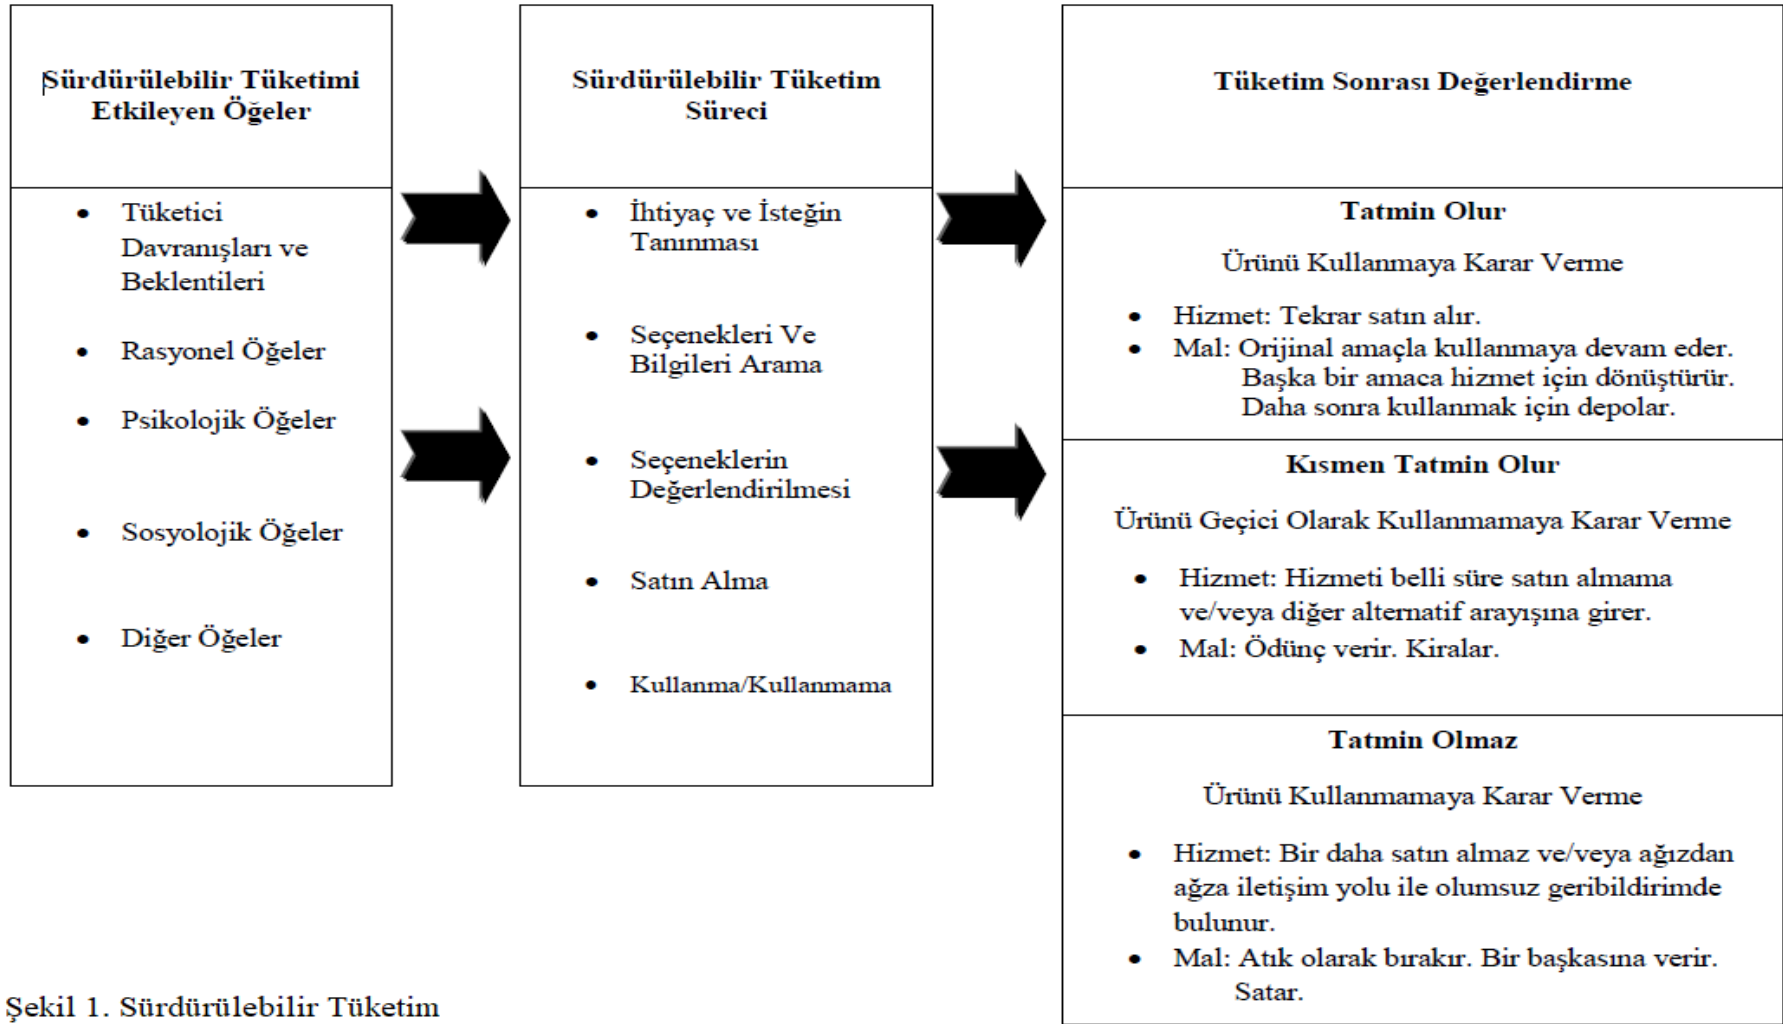 Sürdürülebilir Tüketimi
Etkileyen Öğeler
• Tüketici
Davranışları ve
Beklentileri
• Rasyonel Öğeler
• Psikolojik Öğeler
• Sosyolojik Öğeler
• Diğer Öğeler
Sürdürülebilir Tüketim
Süreci
• İhtiyaç ve İsteğin
Tanınması
• Seçenekleri Ve
Bilgileri Arama
• Seçeneklerin
Değerlendirilmesi
• Satın Alma
• Kullanma/Kullanmama
Tüketim Sonrası Değerlendirme
Tatmin Olur
Ürünü Kullanmaya Karar Verme
• Hizmet: Tekrar satın alır.
• Mal: Orijinal amaçla kullanmaya devam eder.
Başka bir amaca hizmet için dönüştürür.
Daha sonra kullanmak için depolar.
Kısmen Tatmin Olur
Ürünü Geçici Olarak Kullanmamaya Karar Verme
• Hizmet: Hizmeti belli süre satın almama
ve/veya diğer alternatif arayışına girer.
• Mal: Ödünç verir. Kiralar.
Tatmin Olmaz
Ürünü Kullanmamaya Karar Verme
• Hizmet: Bir daha satın almaz ve/veya ağızdan
ağza iletişim yolu ile olumsuz geribildirimde
bulunur.
• Mal: Atık olarak bırakır. Bir başkasına verir.
Satar.
Şekil 1. Sürdürülebilir Tüketim